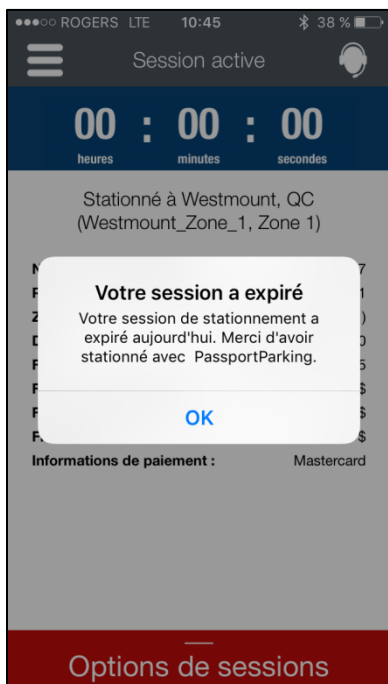 ROGERS LTE 10:45 38 %
Session active
00 : 00 : 00
heures minutes secondes
Stationné à Westmount, QC
(Westmount_Zone_1, Zone 1)
Votre session a expiré
Votre session de stationnement a
expiré aujourd'hui. Merci d'avoir
stationné avec PassportParking.
OK
Informations de paiement : Mastercard
Options de sessions